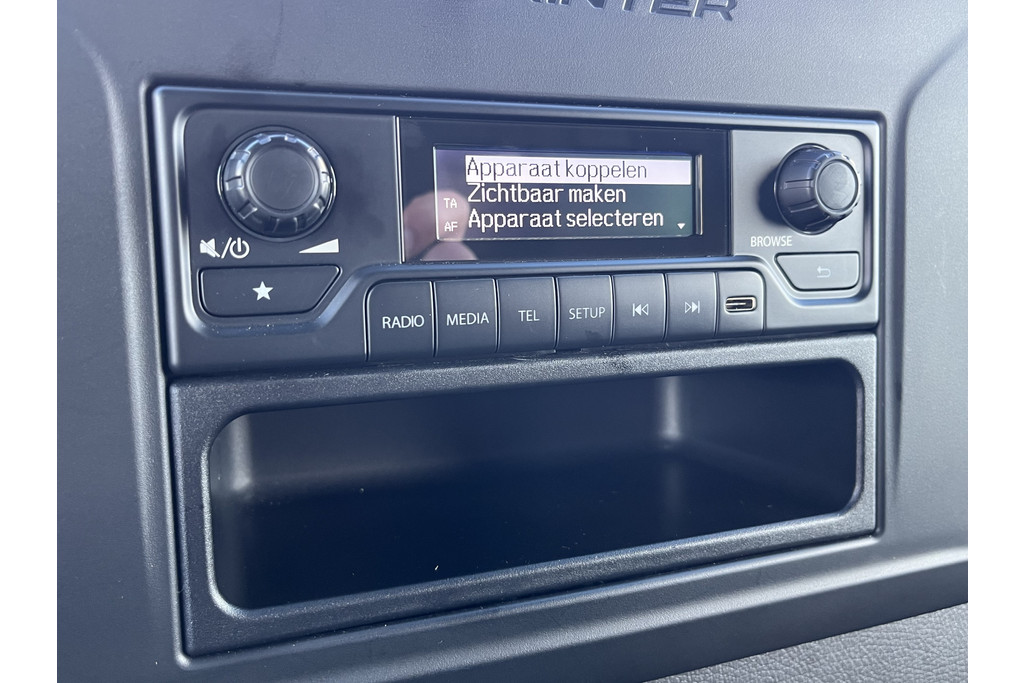 Apparaat koppelen
Zichtbaar maken
TA
AF Apparaat selecteren
BROWSE
RADIO MEDIA TEL SETUP